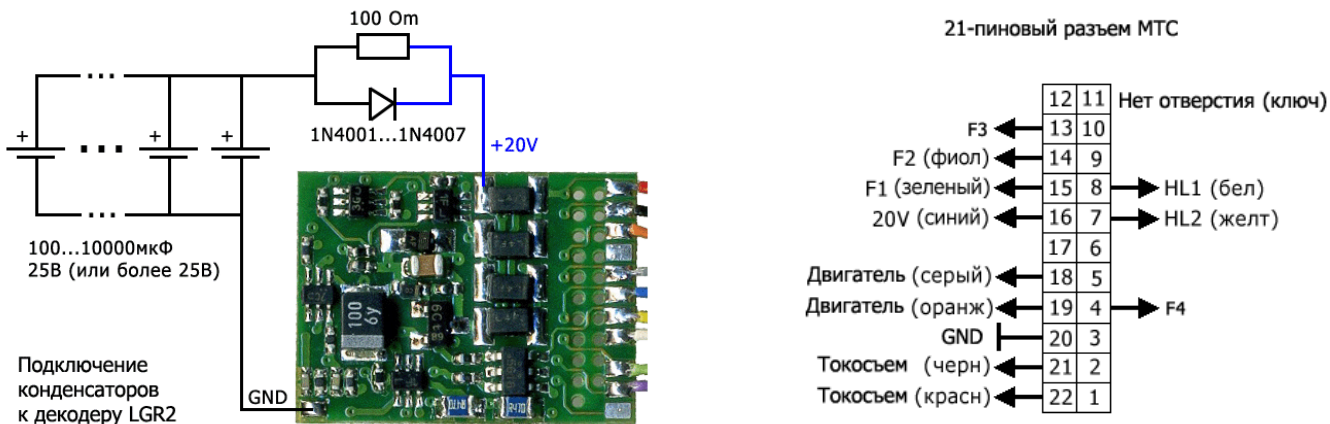 100 Om
1N4001...1N4007
+20V
+
+
+
100...10000мкФ
25В (или более 25В)
Подключение
конденсаторов
к декодеру LGR2
GND
100
6y
R410
21-пиновый разъем МТС
12 11 Нет отверстия (ключ)
F3 13 10
F2 (фиол) 14 9
F1 (зеленый) 15 8 HL1 (бел)
20V (синий) 16 7 HL2 (желт)
17 6
Двигатель (серый) 18 5
Двигатель (оранж) 19 4 F4
GND 20 3
Токосъем (черн) 21 2
Токосъем (красн) 22 1